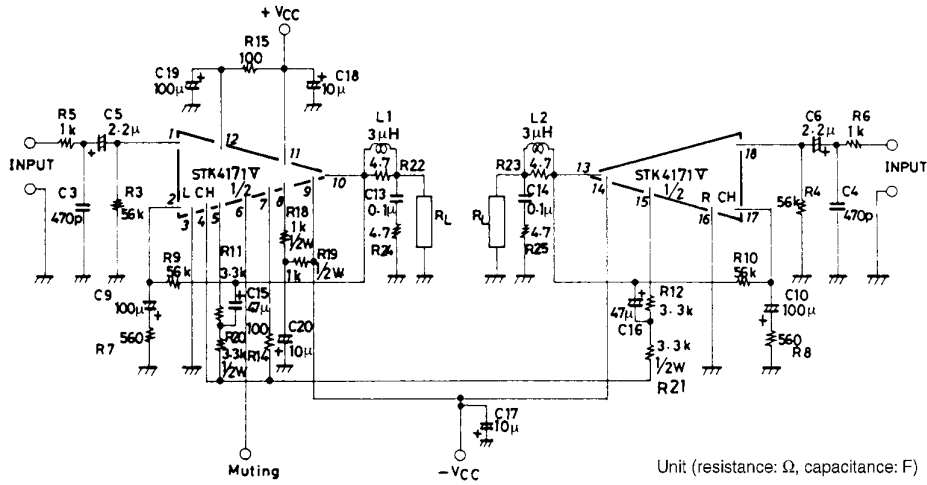 + VCC
R15
100
C19
100μ
C18
10μ
R5
1k
C5
2.2μ
INPUT
C3
470p
R3
56k
1
12
11
10
STK4171V
1/2
L CH
2
3
4
5
6
7
8
9
L1
3μH
4.7
R22
C13
0.1μ
4.7
R24
RL
L2
3μH
R23
4.7
C14
0.1μ
4.7
R25
RL
13
14
15
16
17
18
STK4171V
1/2
R CH
C6
2.2μ
R6
1k
INPUT
R4
56k
C4
470p
R9
56k
C9
100μ
560
R7
R11
3.3k
C15
47μ
100
R20
3.3k
1/2W
R14
R18
1k
1/2W
R19
1k
1/2W
C20
10μ
R10
56k
C10
100μ
560
R8
47μ
C16
R12
3.3k
3.3k
1/2W
R21
C17
10μ
Muting
-VCC
Unit (resistance: Ω, capacitance: F)